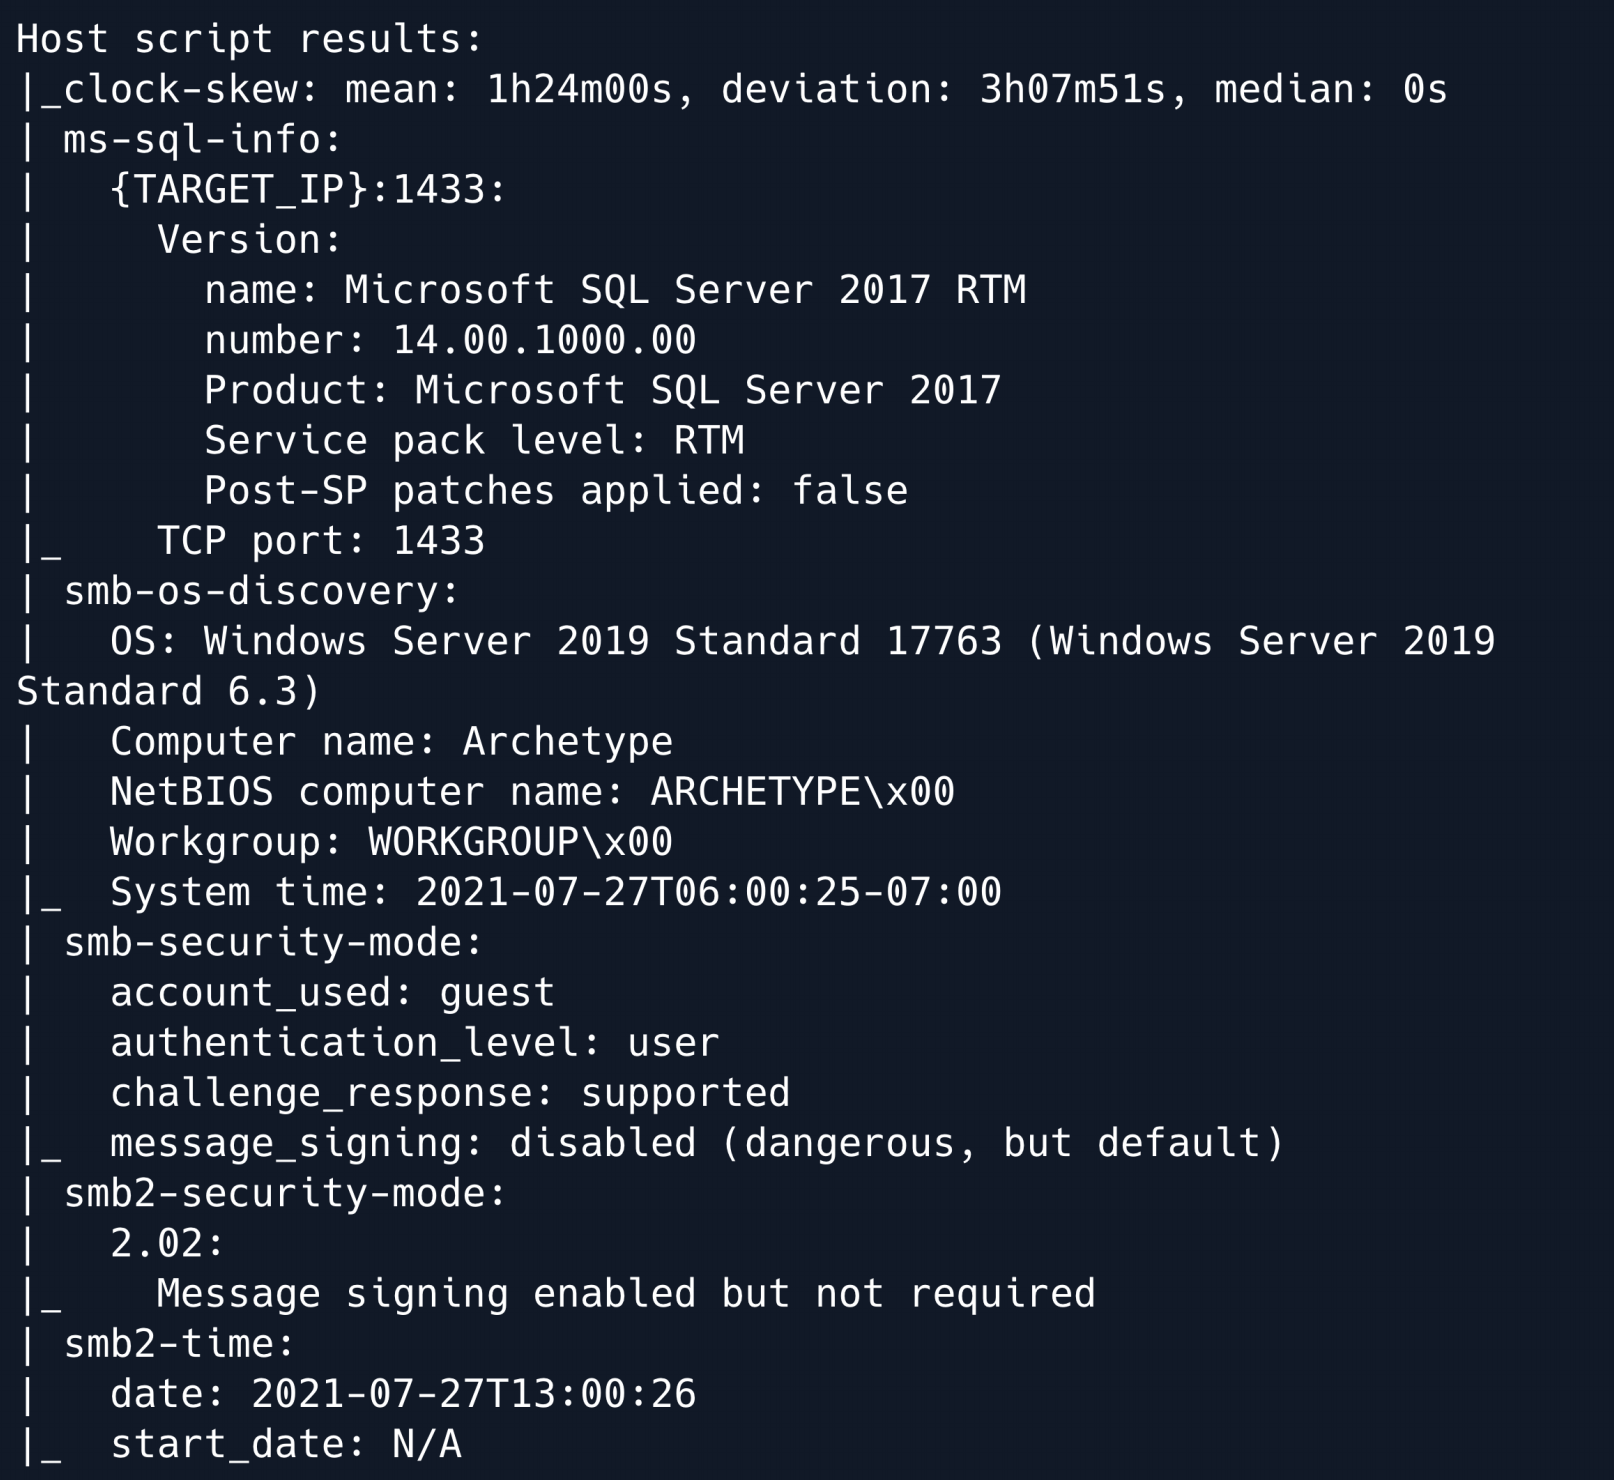 Host script results:
|_clock-skew: mean: 1h24m00s, deviation: 3h07m51s, median: 0s
| ms-sql-info:
|   {TARGET_IP}:1433:
|     Version:
|       name: Microsoft SQL Server 2017 RTM
|       number: 14.00.1000.00
|       Product: Microsoft SQL Server 2017
|       Service pack level: RTM
|       Post-SP patches applied: false
|_    TCP port: 1433
| smb-os-discovery:
|   OS: Windows Server 2019 Standard 17763 (Windows Server 2019
Standard 6.3)
|   Computer name: Archetype
|   NetBIOS computer name: ARCHETYPE\x00
|   Workgroup: WORKGROUP\x00
|_  System time: 2021-07-27T06:00:25-07:00
| smb-security-mode:
|   account_used: guest
|   authentication_level: user
|   challenge_response: supported
|_  message_signing: disabled (dangerous, but default)
| smb2-security-mode:
|   2.02:
|_    Message signing enabled but not required
| smb2-time:
|   date: 2021-07-27T13:00:26
|_  start_date: N/A